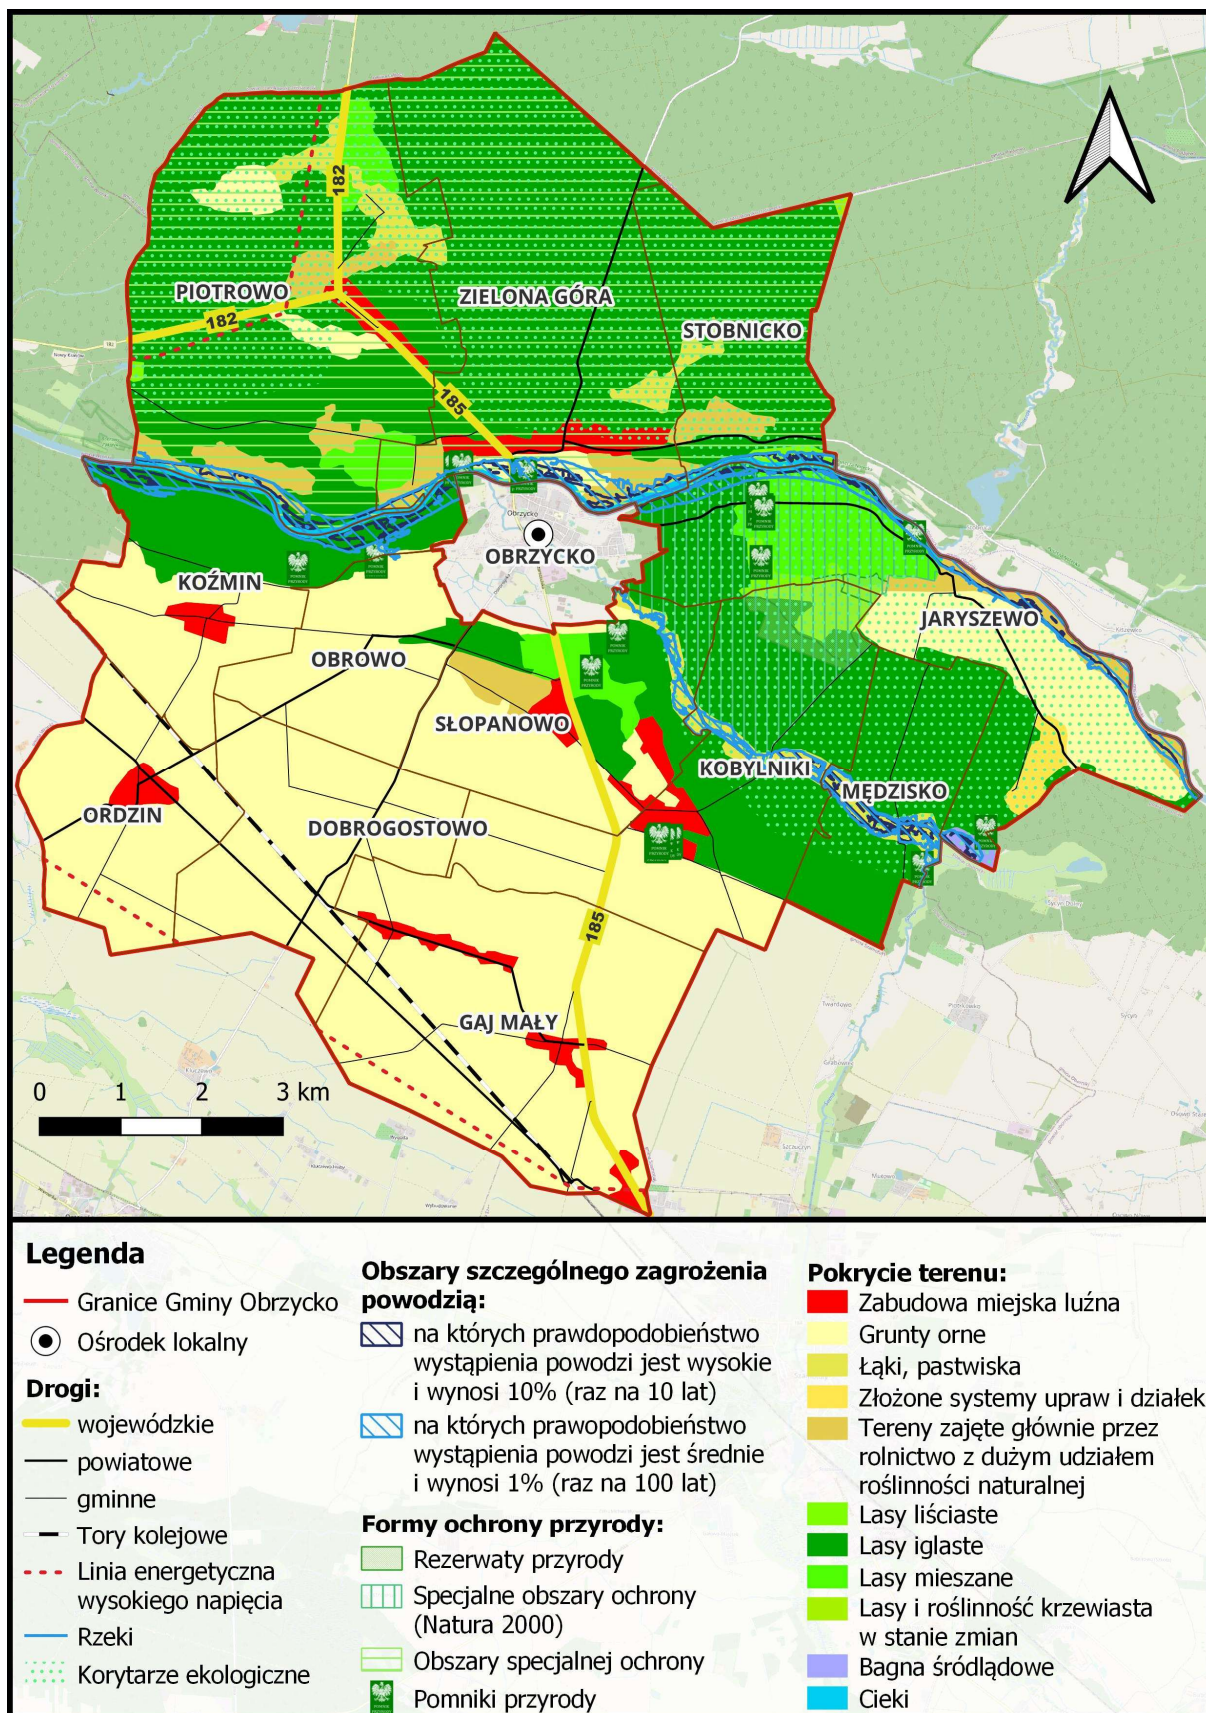 182
PIOTROWO
ZIELONA GÓRA
182
STOBNICKO
185
Obrzycko
OBRZYCKO
KOŹMIN
JARYSZEWO
OBROWO
SŁOPANOWO
KOBYLNIKI
MĘDZISKO
ORDZIN
DOBROGOSTOWO
185
GAJ MAŁY
0 1 2 3 km
Legenda
Granice Gminy Obrzycko
Ośrodek lokalny
Drogi:
wojewódzkie
powiatowe
gminne
Tory kolejowe
Linia energetyczna
wysokiego napięcia
Rzeki
Korytarze ekologiczne
Obszary szczególnego zagrożenia
powodzią:
na których prawdopodobieństwo
wystąpienia powodzi jest wysokie
i wynosi 10% (raz na 10 lat)
na których prawopodobieństwo
wystąpienia powodzi jest średnie
i wynosi 1% (raz na 100 lat)
Formy ochrony przyrody:
Rezerwaty przyrody
Specjalne obszary ochrony
(Natura 2000)
Obszary specjalnej ochrony
Pomniki przyrody
Pokrycie terenu:
Zabudowa miejska luźna
Grunty orne
Łąki, pastwiska
Złożone systemy upraw i działek
Tereny zajęte głównie przez
rolnictwo z dużym udziałem
roślinności naturalnej
Lasy liściaste
Lasy iglaste
Lasy mieszane
Lasy i roślinność krzewiasta
w stanie zmian
Bagna śródlądowe
Cieki